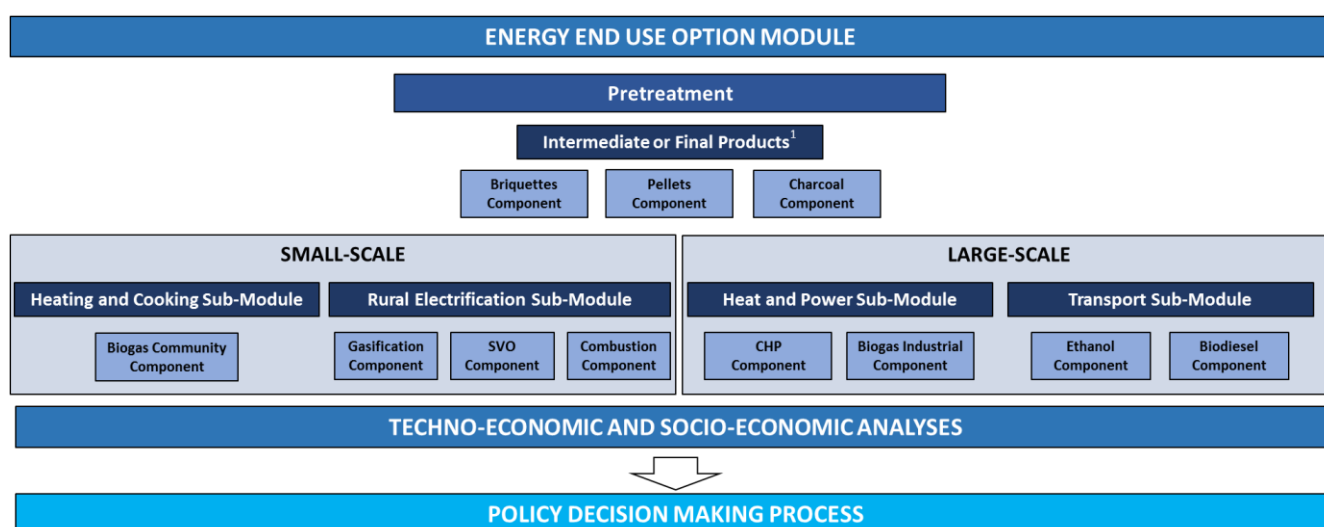 ENERGY END USE OPTION MODULE
Pretreatment
Intermediate or Final Products¹
Briquettes
Component
Pellets
Component
Charcoal
Component
SMALL-SCALE
Heating and Cooking Sub-Module
Rural Electrification Sub-Module
Biogas Community
Component
Gasification
Component
SVO
Component
Combustion
Component
LARGE-SCALE
Heat and Power Sub-Module
Transport Sub-Module
CHP
Component
Biogas Industrial
Component
Ethanol
Component
Biodiesel
Component
TECHNO-ECONOMIC AND SOCIO-ECONOMIC ANALYSES
POLICY DECISION MAKING PROCESS